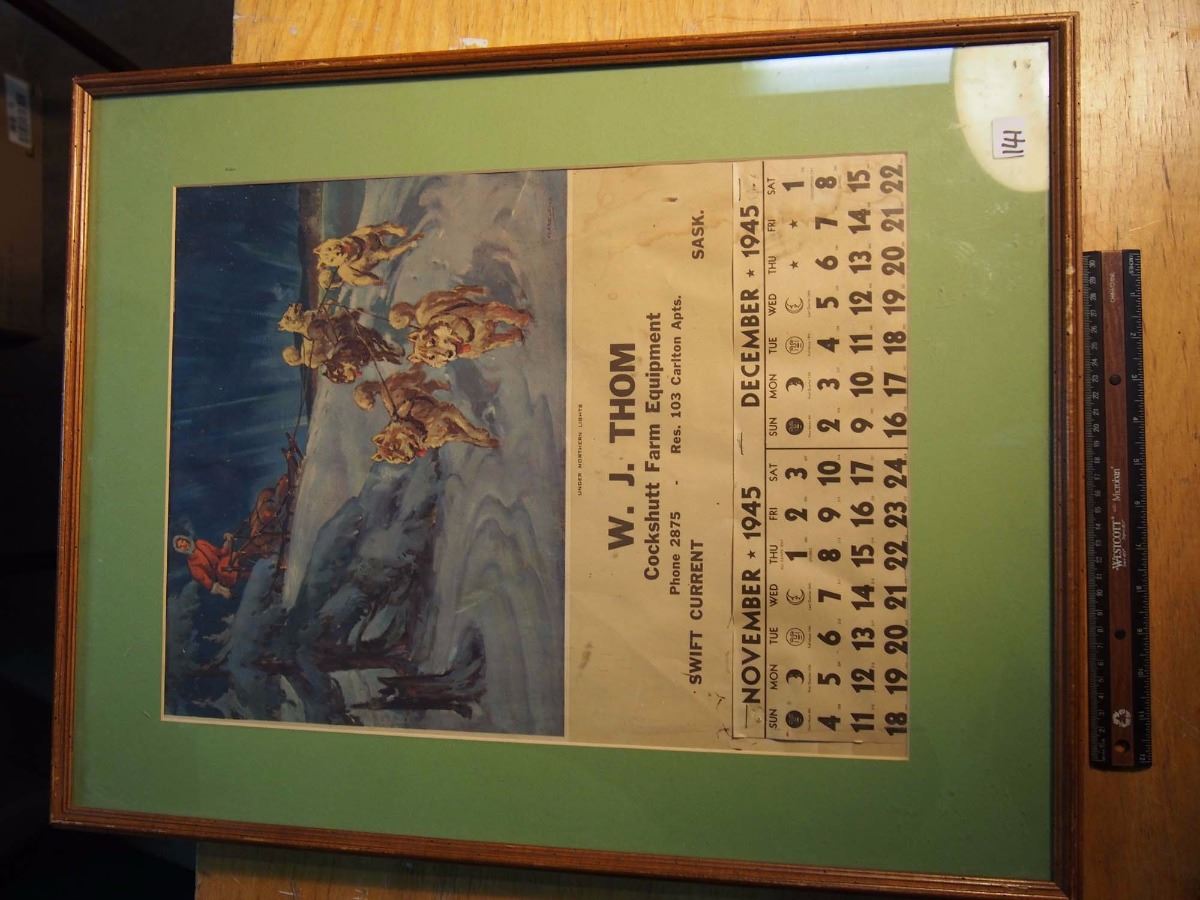 UNDER NORTHERN LIGHTS
W. J. THOM
Cockshutt Farm Equipment
Phone 2875 - Res. 103 Carlton Apts.
SWIFT CURRENT SASK.
NOVEMBER ★ 1945 DECEMBER ★ 1945
SUN MON TUE WED THU FRI SAT SUN MON TUE WED THU FRI SAT
1 2 3 ★ ★ 1
4 5 6 7 8 9 10 2 3 4 5 6 7 8
11 12 13 14 15 16 17 9 10 11 12 13 14 15
18 19 20 21 22 23 24 16 17 18 19 20 21 22
141
WESTCOTT